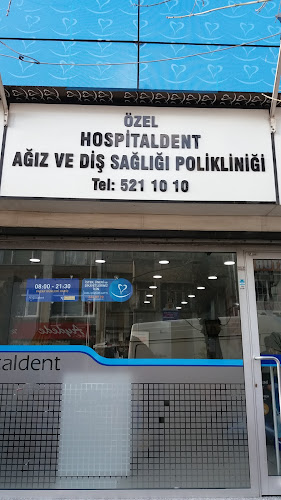 ÖZEL
HOSPİTALDENT
AĞIZ VE DİŞ SAĞLIĞI POLİKLİNİĞİ
Tel: 521 10 10
08:00 - 21:30
aldent